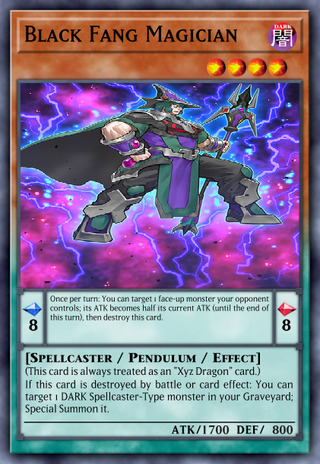 Black Fang Magician
DARK
闇
Once per turn: You can target 1 face-up monster your opponent
controls; its ATK becomes half its current ATK (until the end of
this turn), then destroy this card.
8
8
[Spellcaster / Pendulum / Effect]
(This card is always treated as an "Xyz Dragon" card.)
If this card is destroyed by battle or card effect: You can
target 1 DARK Spellcaster-Type monster in your Graveyard;
Special Summon it.
ATK/1700 DEF/ 800